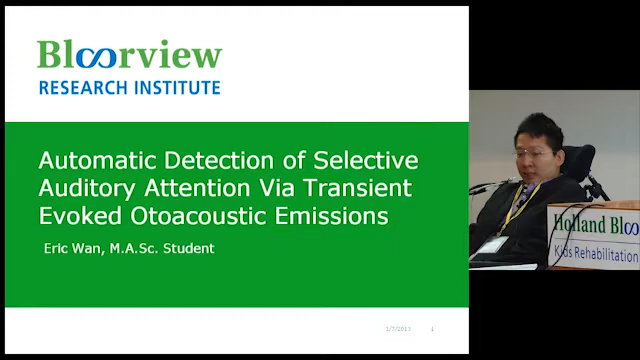 Bloorview
RESEARCH INSTITUTE
Automatic Detection of Selective
Auditory Attention Via Transient
Evoked Otoacoustic Emissions
Eric Wan, M.A.Sc. Student
1/7/2013
1
Holland Bloo
Kids Rehabilitation